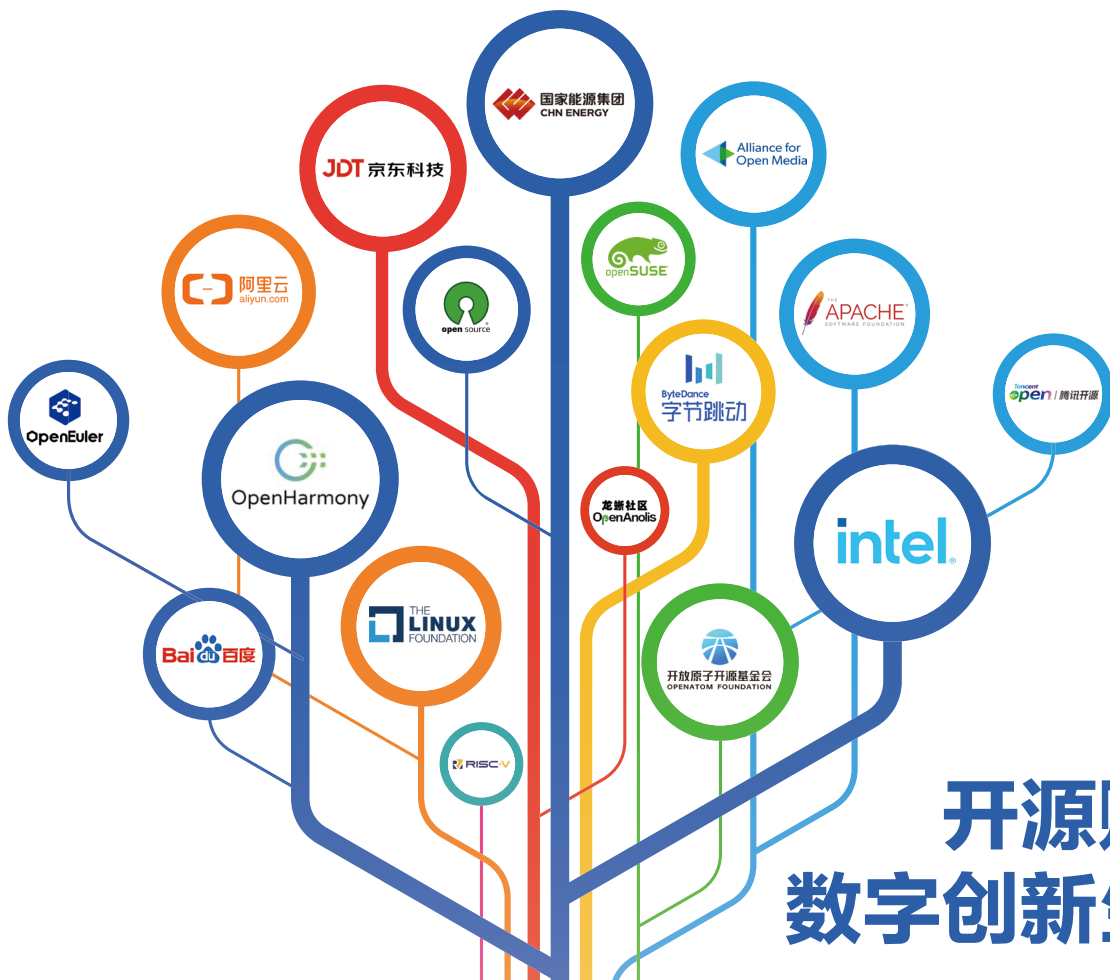 国家能源集团
CHN ENERGY
JDT 京东科技
Alliance for
Open Media
openSUSE
阿里云
aliyun.com
open source
THE
APACHE®
SOFTWARE FOUNDATION
ByteDance
字节跳动
Tencent
open | 腾讯开源
OpenEuler
OpenHarmony
龙蜥社区
OpenAnolis
intel®
THE
LINUX
FOUNDATION
Bai du 百度
开放原子开源基金会
OPENATOM FOUNDATION
RISC-V
开源
数字创新